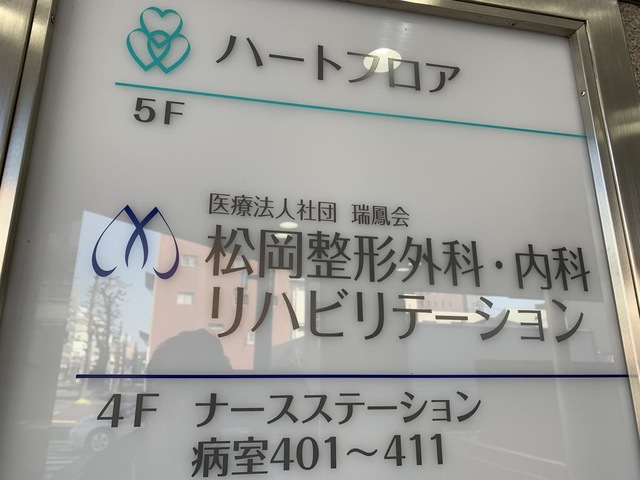 ハートフロア
5F
医療法人社団 瑞鳳会
松岡整形外科・内科
リハビリテーション
4F ナースステーション
病室401～411